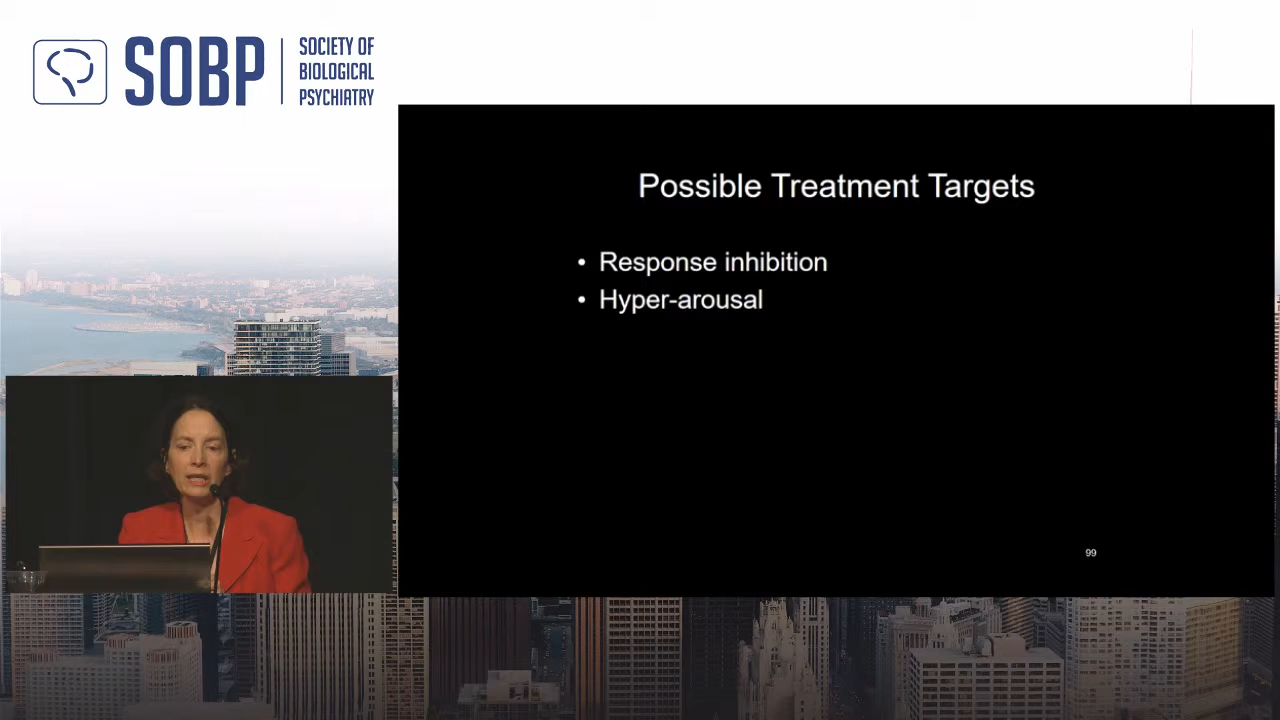 SOBP
SOCIETY OF
BIOLOGICAL
PSYCHIATRY
Possible Treatment Targets
• Response inhibition
• Hyper-arousal
99